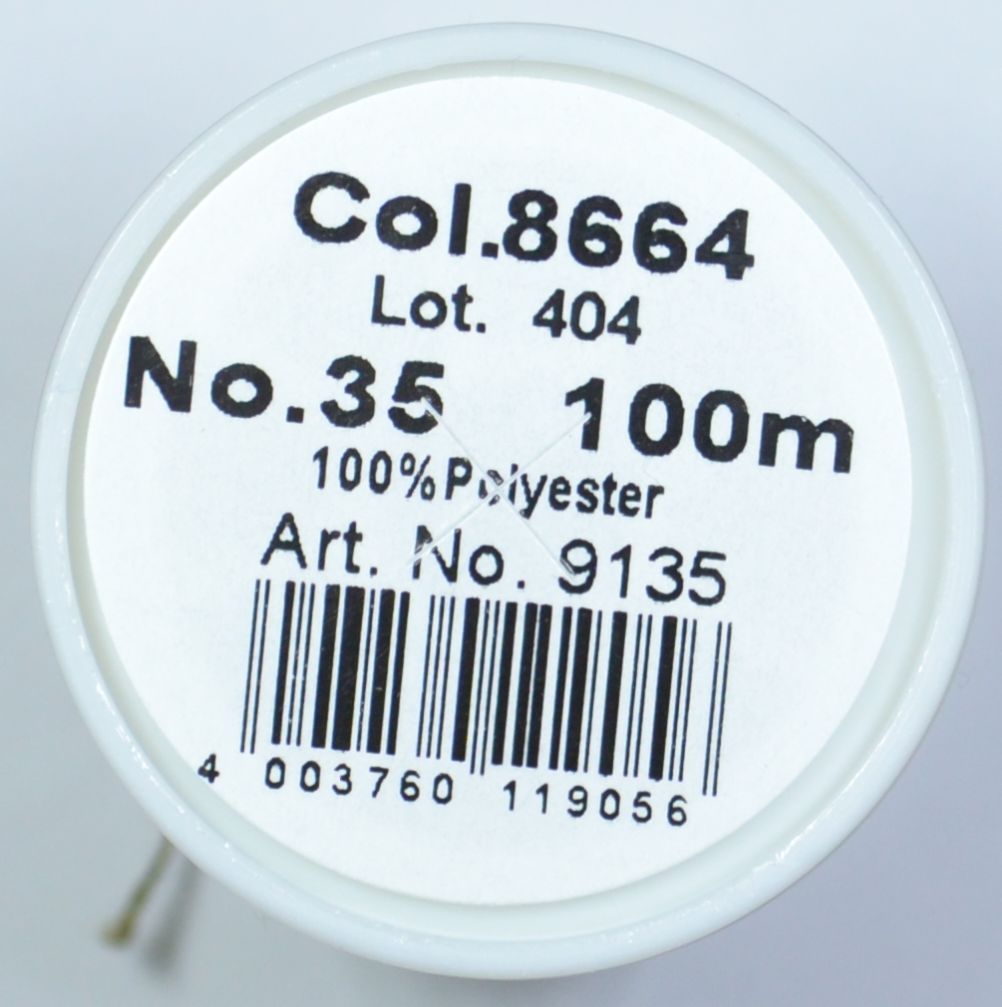 Col.8664
Lot. 404
No.35 100m
100%Polyester
Art. No. 9135
4 003760 119056